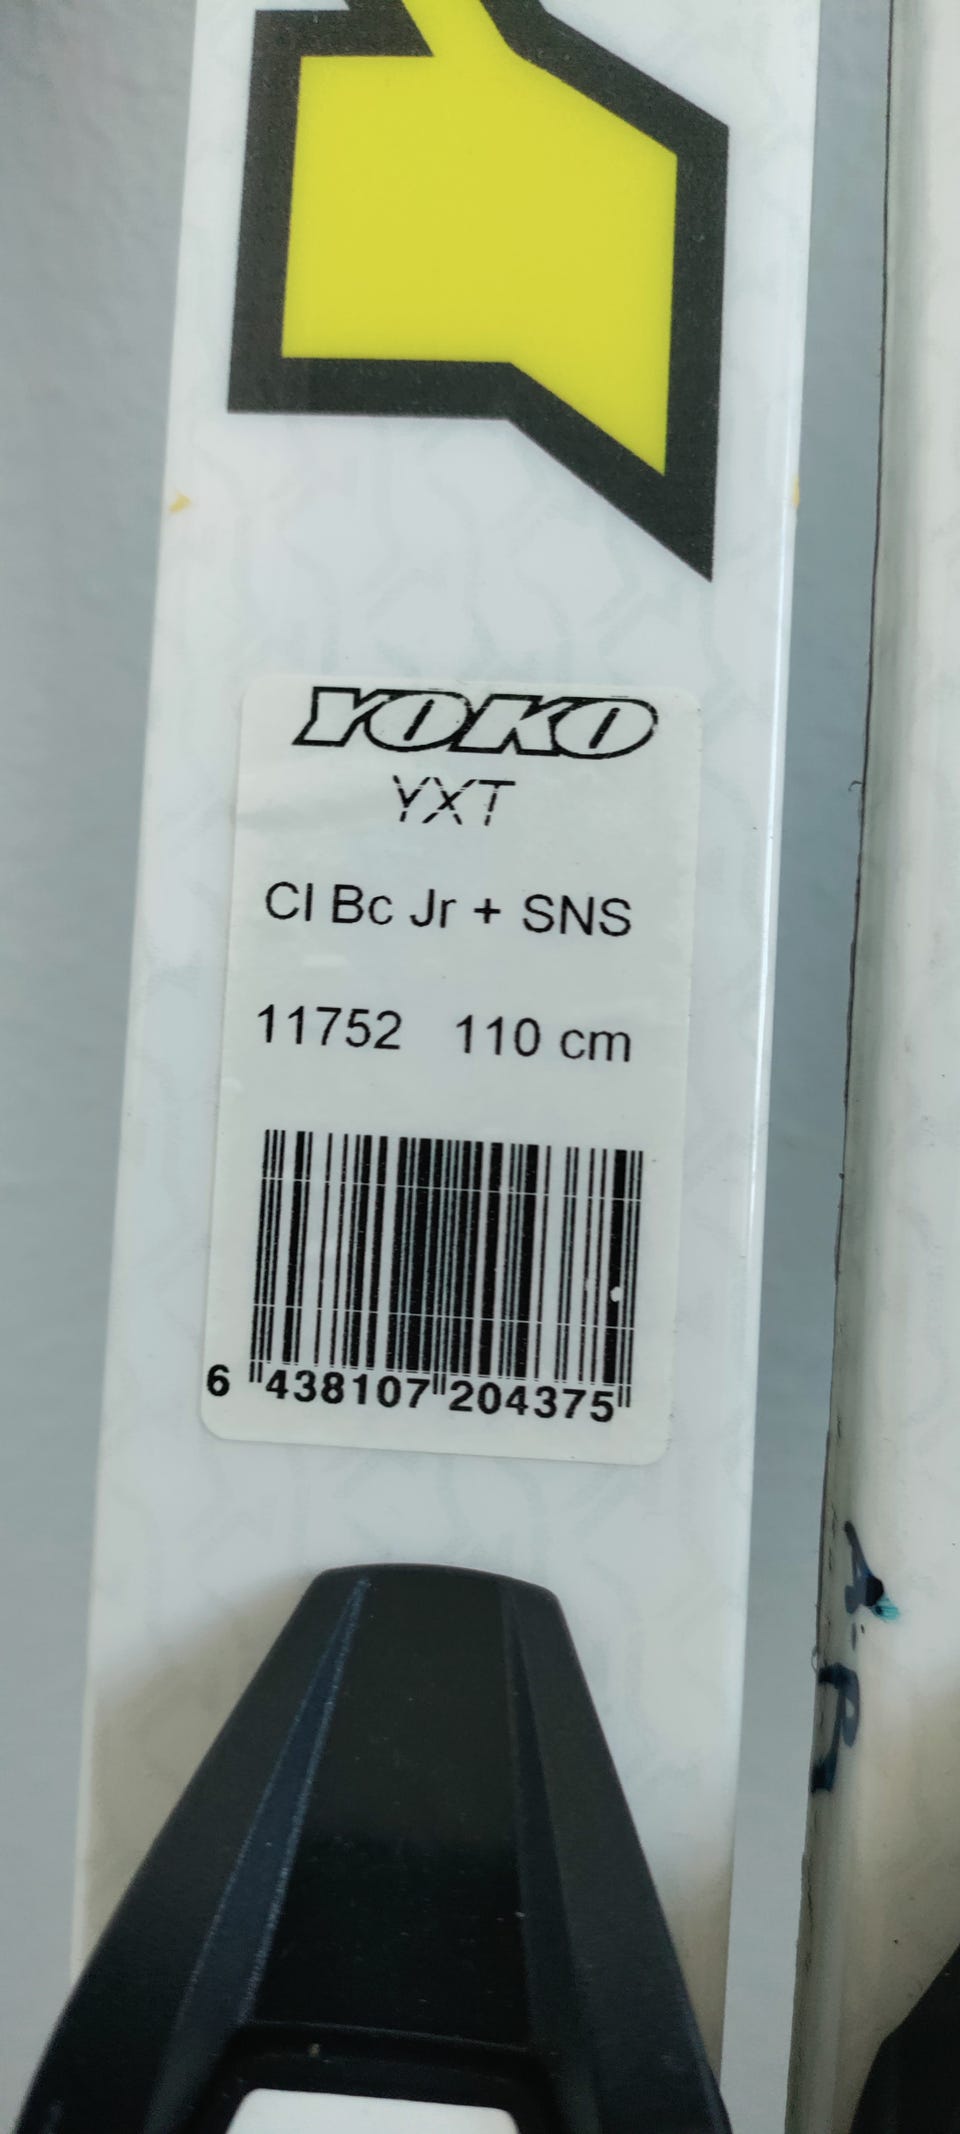 YOKO
YXT
Cl Bc Jr + SNS
11752 110 cm
6 438107 204375
A.R